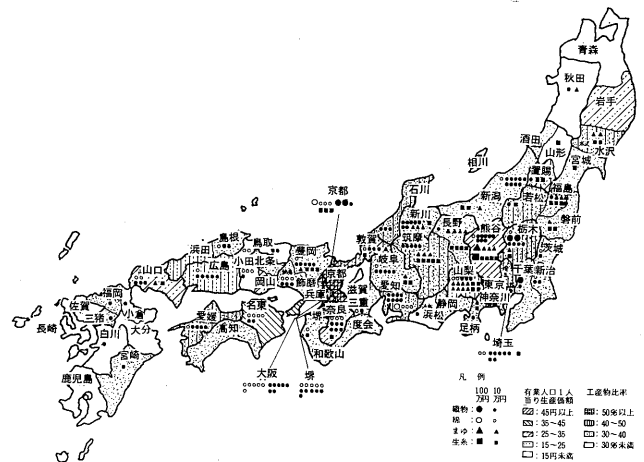 青森
秋田
岩手
酒田
山形
水沢
宮城
相川
置賜
福島
新潟
若松
磐前
石川
新川
長野
熊谷
栃木
茨城
京都
敦賀
筑摩
岐阜
山梨
東京
千葉
新治
神奈川
愛知
静岡
浜松
足柄
埼玉
島根
鳥取
豊岡
浜田
小田
北条
広島
岡山
飾磨
京都
兵庫
滋賀
三重
奈良
堺
度会
和歌山
山口
愛媛
名東
高知
大阪
堺
福岡
小倉
佐賀
三潴
大分
長崎
白川
宮崎
鹿児島
凡例
100万円
10万円
有業人口1人当り生産価額
工産物比率
織物:
綿:
まゆ:
生糸:
:45円以上
:35~45
:25~35
:15~25
:15円未満
:50%以上
:40~50
:30~40
:30%未満